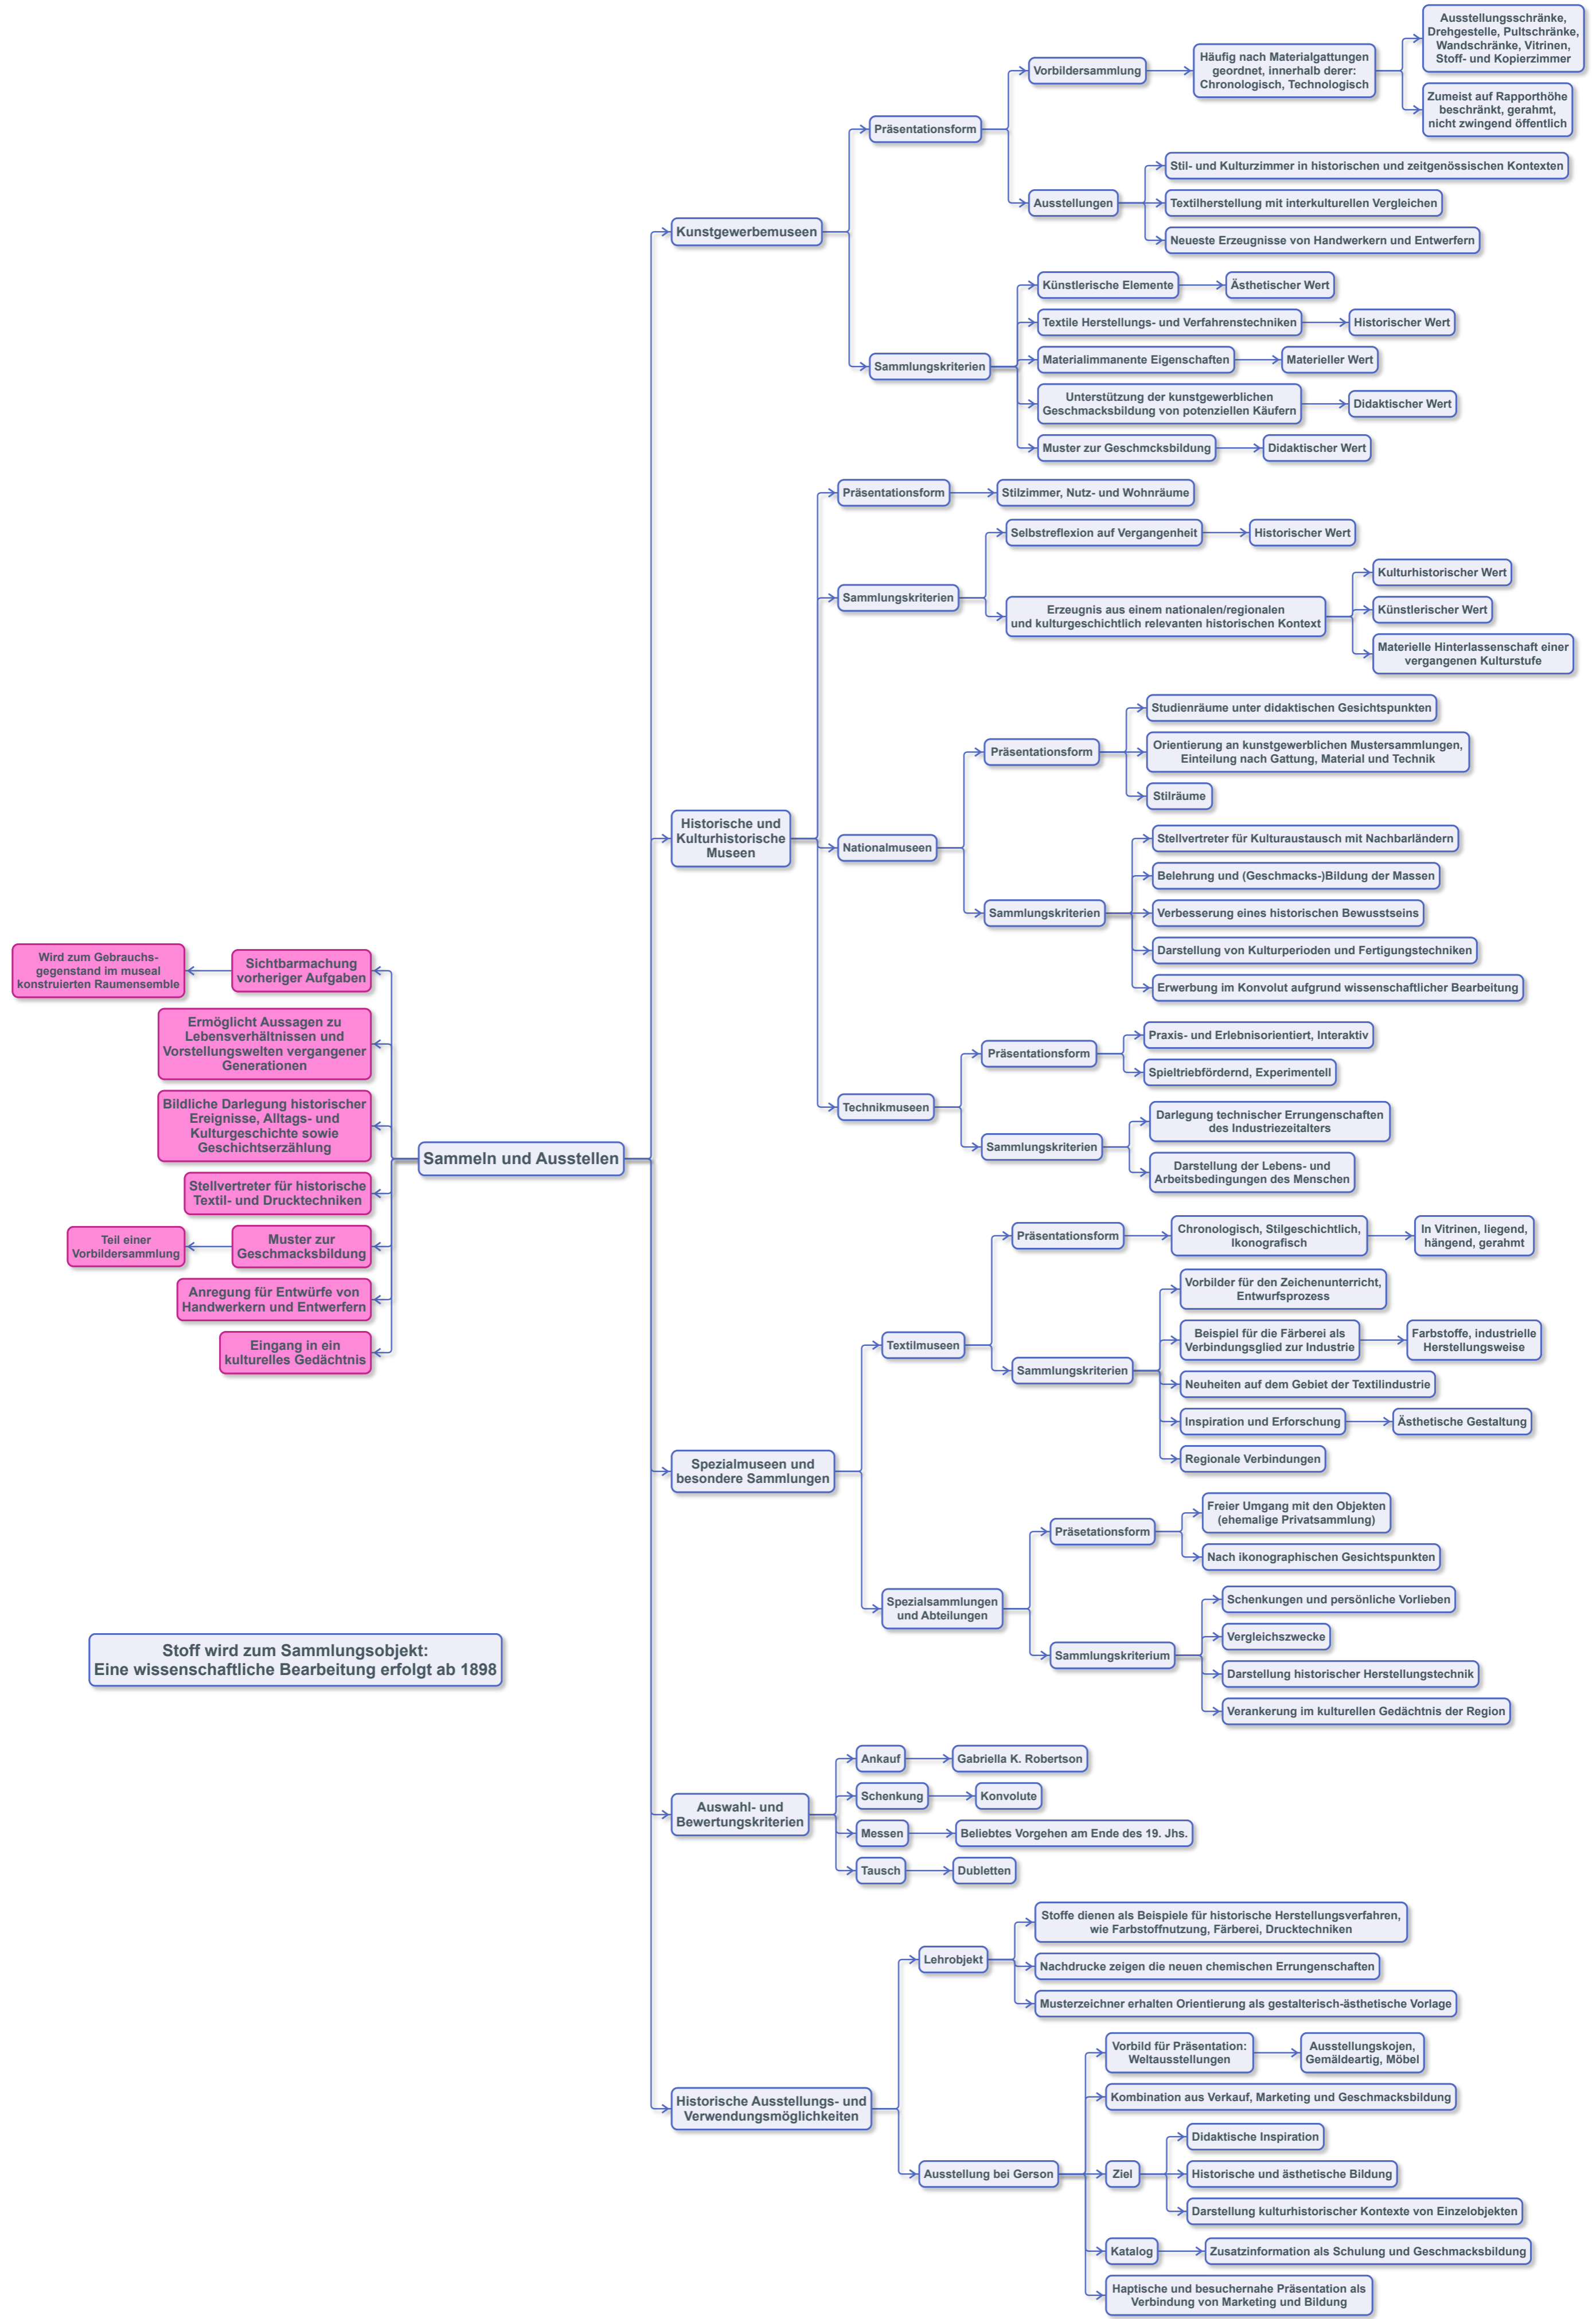 Ausstellungsschränke,
Drehgestelle, Pultschränke,
Wandschränke, Vitrinen,
Stoff- und Kopierzimmer
Vorbildersammlung
Häufig nach Materialgattungen
geordnet, innerhalb derer:
Chronologisch, Technologisch
Zumeist auf Rapporthöhe
beschränkt, gerahmt,
nicht zwingend öffentlich
Präsentationsform
Stil- und Kulturzimmer in historischen und zeitgenössischen Kontexten
Ausstellungen
Textilherstellung mit interkulturellen Vergleichen
Neueste Erzeugnisse von Handwerkern und Entwerfern
Kunstgewerbemuseen
Künstlerische Elemente
Ästhetischer Wert
Textile Herstellungs- und Verfahrenstechniken
Historischer Wert
Sammlungskriterien
Materialimmanente Eigenschaften
Materieller Wert
Unterstützung der kunstgewerblichen
Geschmacksbildung von potenziellen Käufern
Didaktischer Wert
Muster zur Geschmcksbildung
Didaktischer Wert
Präsentationsform
Stilzimmer, Nutz- und Wohnräume
Selbstreflexion auf Vergangenheit
Historischer Wert
Sammlungskriterien
Erzeugnis aus einem nationalen/regionalen
und kulturgeschichtlich relevanten historischen Kontext
Kulturhistorischer Wert
Künstlerischer Wert
Materielle Hinterlassenschaft einer
vergangenen Kulturstufe
Historische und
Kulturhistorische
Museen
Nationalmuseen
Präsentationsform
Studienräume unter didaktischen Gesichtspunkten
Orientierung an kunstgewerblichen Mustersammlungen,
Einteilung nach Gattung, Material und Technik
Stilräume
Sammlungskriterien
Stellvertreter für Kulturaustausch mit Nachbarländern
Belehrung und (Geschmacks-)Bildung der Massen
Verbesserung eines historischen Bewusstseins
Darstellung von Kulturperioden und Fertigungstechniken
Erwerbung im Konvolut aufgrund wissenschaftlicher Bearbeitung
Technikmuseen
Präsentationsform
Praxis- und Erlebnisorientiert, Interaktiv
Spieltriebfördernd, Experimentell
Sammlungskriterien
Darlegung technischer Errungenschaften
des Industriezeitalters
Darstellung der Lebens- und
Arbeitsbedingungen des Menschen
Wird zum Gebrauchs-
gegenstand im museal
konstruierten Raumensemble
Sichtbarmachung
vorheriger Aufgaben
Ermöglicht Aussagen zu
Lebensverhältnissen und
Vorstellungswelten vergangener
Generationen
Bildliche Darlegung historischer
Ereignisse, Alltags- und
Kulturgeschichte sowie
Geschichtserzählung
Sammeln und Ausstellen
Stellvertreter für historische
Textil- und Drucktechniken
Teil einer
Vorbildersammlung
Muster zur
Geschmacksbildung
Anregung für Entwürfe von
Handwerkern und Entwerfern
Eingang in ein
kulturelles Gedächtnis
Spezialmuseen und
besondere Sammlungen
Textilmuseen
Präsentationsform
Chronologisch, Stilgeschichtlich,
Ikonografisch
In Vitrinen, liegend,
hängend, gerahmt
Sammlungskriterien
Vorbilder für den Zeichenunterricht,
Entwurfsprozess
Beispiel für die Färberei als
Verbindungsglied zur Industrie
Farbstoffe, industrielle
Herstellungsweise
Neuheiten auf dem Gebiet der Textilindustrie
Inspiration und Erforschung
Ästhetische Gestaltung
Regionale Verbindungen
Spezialsammlungen
und Abteilungen
Präsetationsform
Freier Umgang mit den Objekten
(ehemalige Privatsammlung)
Nach ikonographischen Gesichtspunkten
Sammlungskriterium
Schenkungen und persönliche Vorlieben
Vergleichszwecke
Darstellung historischer Herstellungstechnik
Verankerung im kulturellen Gedächtnis der Region
Stoff wird zum Sammlungsobjekt:
Eine wissenschaftliche Bearbeitung erfolgt ab 1898
Auswahl- und
Bewertungskriterien
Ankauf
Gabriella K. Robertson
Schenkung
Konvolute
Messen
Beliebtes Vorgehen am Ende des 19. Jhs.
Tausch
Dubletten
Historische Ausstellungs- und
Verwendungsmöglichkeiten
Lehrobjekt
Stoffe dienen als Beispiele für historische Herstellungsverfahren,
wie Farbstoffnutzung, Färberei, Drucktechniken
Nachdrucke zeigen die neuen chemischen Errungenschaften
Musterzeichner erhalten Orientierung als gestalterisch-ästhetische Vorlage
Ausstellung bei Gerson
Vorbild für Präsentation:
Weltausstellungen
Ausstellungskojen,
Gemäldeartig, Möbel
Kombination aus Verkauf, Marketing und Geschmacksbildung
Ziel
Didaktische Inspiration
Historische und ästhetische Bildung
Darstellung kulturhistorischer Kontexte von Einzelobjekten
Katalog
Zusatzinformation als Schulung und Geschmacksbildung
Haptische und besuchernahe Präsentation als
Verbindung von Marketing und Bildung